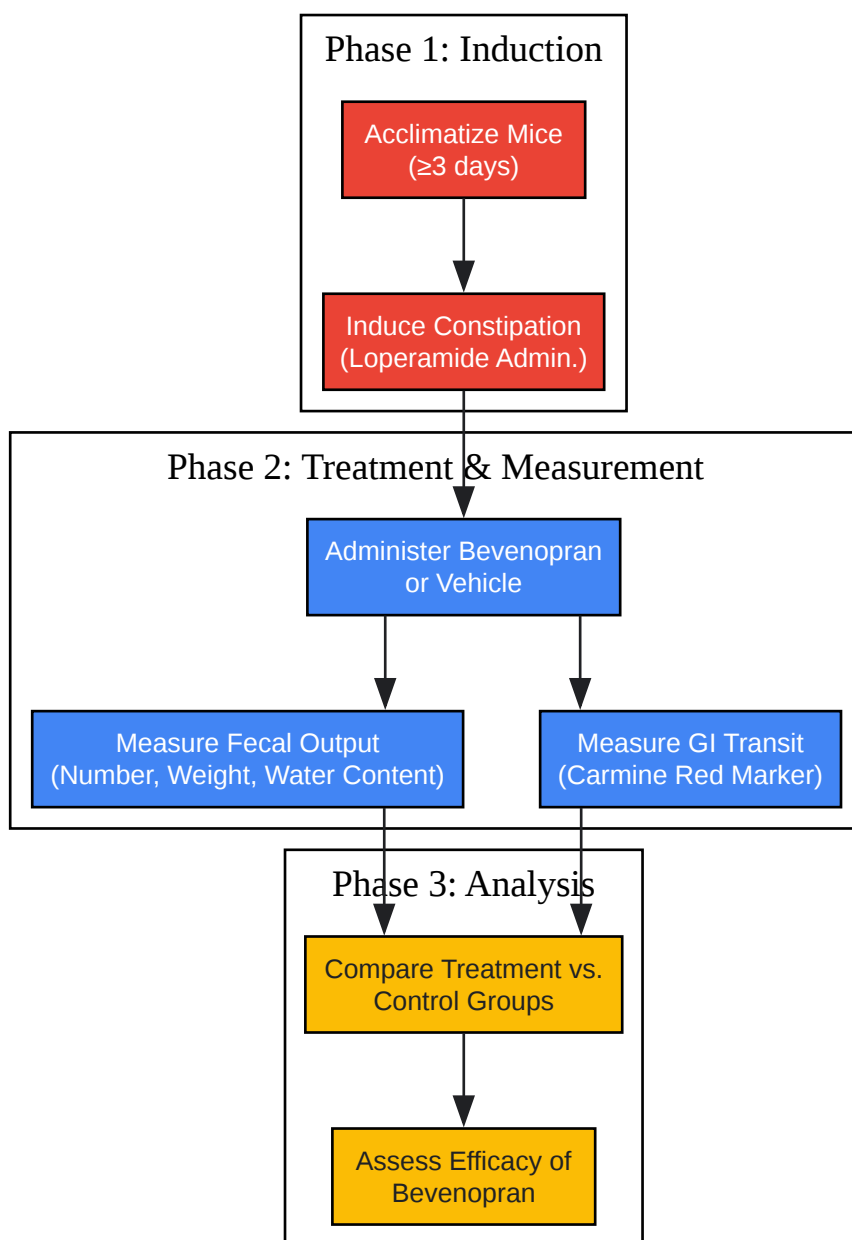 Phase 1: Induction
Acclimatize Mice
(≥3 days)
Induce Constipation
(Loperamide Admin.)
Phase 2: Treatment & Measurement
Administer Bevenopran
or Vehicle
Measure Fecal Output
(Number, Weight, Water Content)
Measure GI Transit
(Carmine Red Marker)
Phase 3: Analysis
Compare Treatment vs.
Control Groups
Assess Efficacy of
Bevenopran